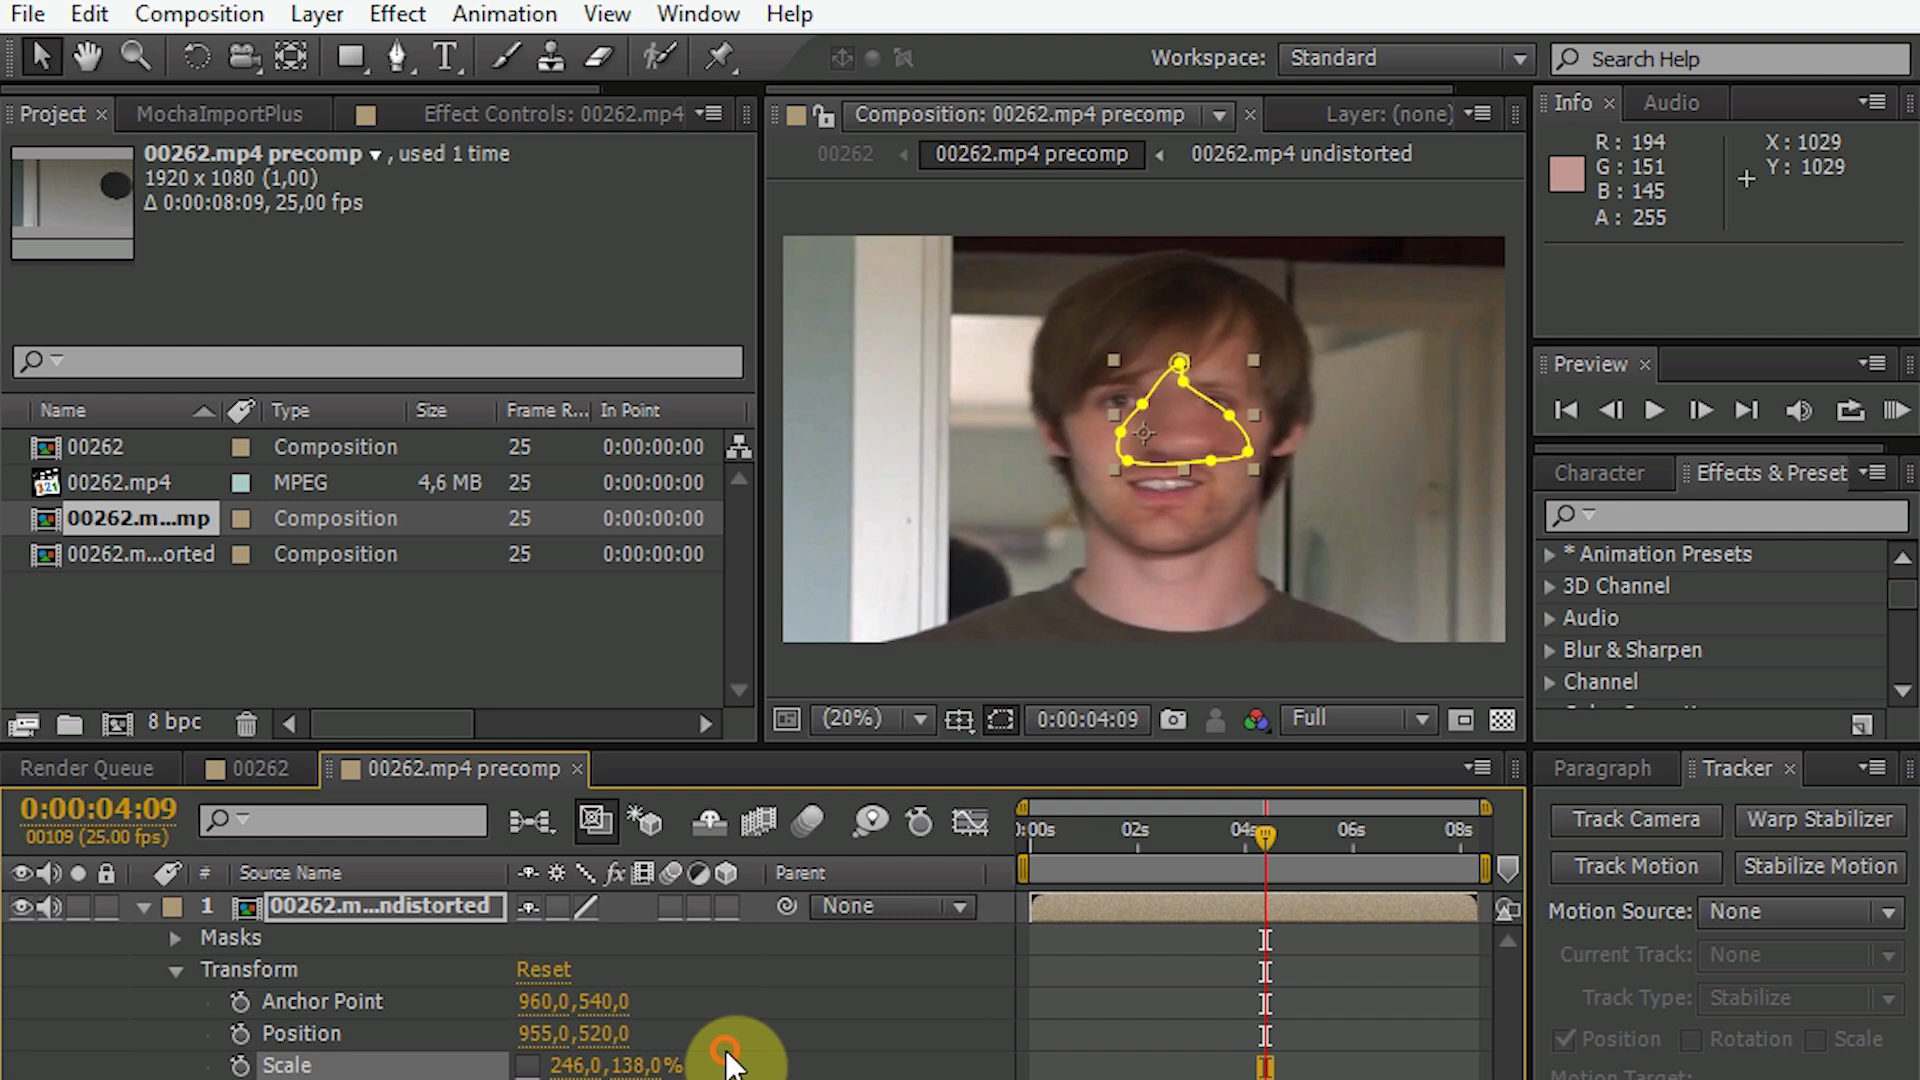 File Edit Composition Layer Effect Animation View Window Help
Workspace: Standard Search Help
Project × MochaImportPlus Effect Controls: 00262.mp4
00262.mp4 precomp , used 1 time
1920 x 1080 (1,00)
Δ 0:00:08:09, 25,00 fps
Name Type Size Frame R... In Point
00262 Composition 25 0:00:00:00
00262.mp4 MPEG 4,6 MB 25 0:00:00:00
00262.m...mp Composition 25 0:00:00:00
00262.m...orted Composition 25 0:00:00:00
8 bpc
Composition: 00262.mp4 precomp × Layer: (none)
00262 00262.mp4 precomp 00262.mp4 undistorted
(20%) 0:00:04:09 Full
Info × Audio
R: 194 X: 1029
G: 151 Y: 1029
B: 145
A: 255
Preview ×
Character Effects & Preset
* Animation Presets
3D Channel
Audio
Blur & Sharpen
Channel
Render Queue 00262 00262.mp4 precomp ×
0:00:04:09
00109 (25.00 fps)
:00s 02s 04s 06s 08s
# Source Name fx Parent
1 00262.m...ndistorted None
Masks
Transform Reset
Anchor Point 960,0,540,0
Position 955,0,520,0
Scale 246,0,138,0%
Paragraph Tracker ×
Track Camera Warp Stabilizer
Track Motion Stabilize Motion
Motion Source: None
Current Track: None
Track Type: Stabilize
Position Rotation Scale